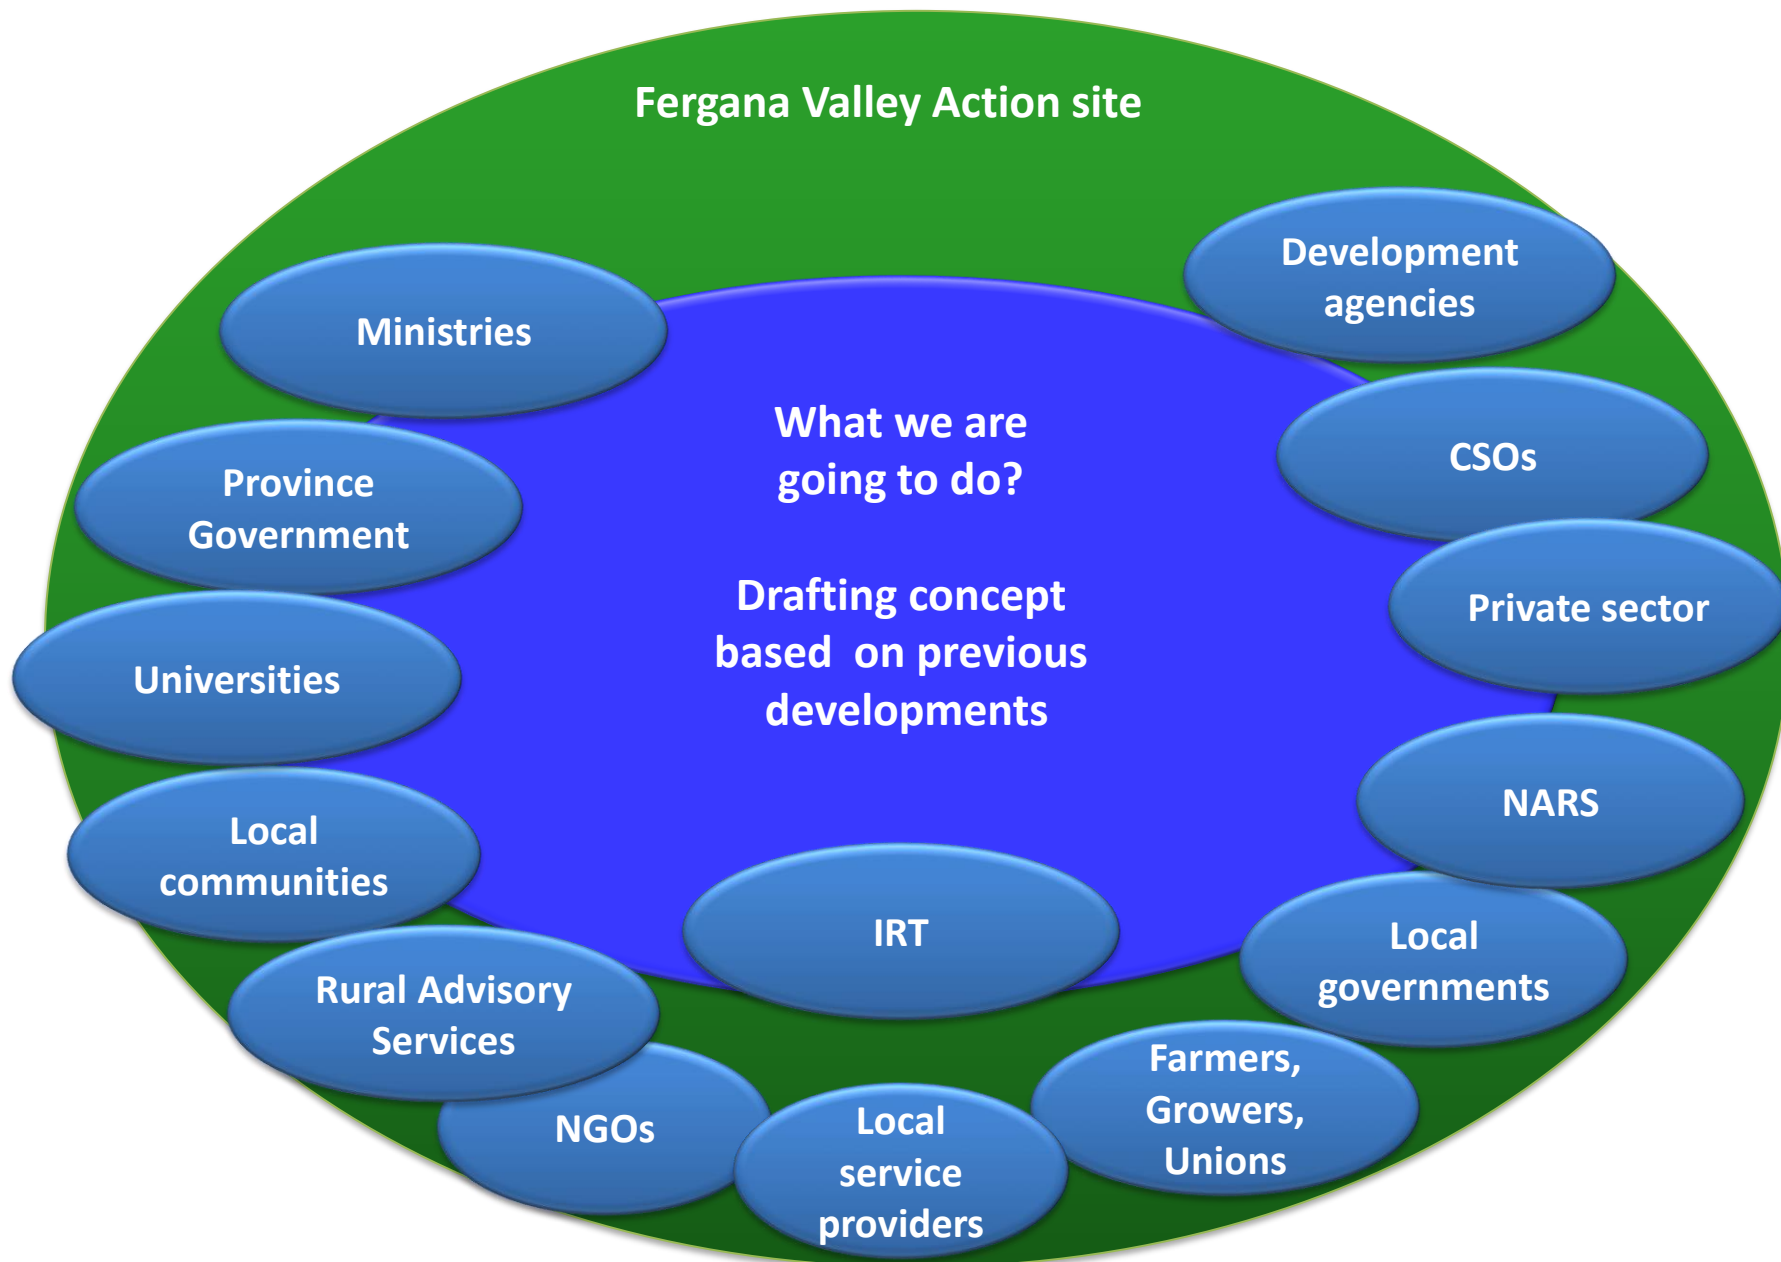 Fergana Valley Action site
Development
agencies
Ministries
What we are
going to do?
CSOs
Province
Government
Drafting concept
based  on previous
developments
Private sector
Universities
NARS
Local
communities
IRT
Local
governments
Rural Advisory
Services
Farmers,
Growers,
Unions
NGOs
Local
service
providers